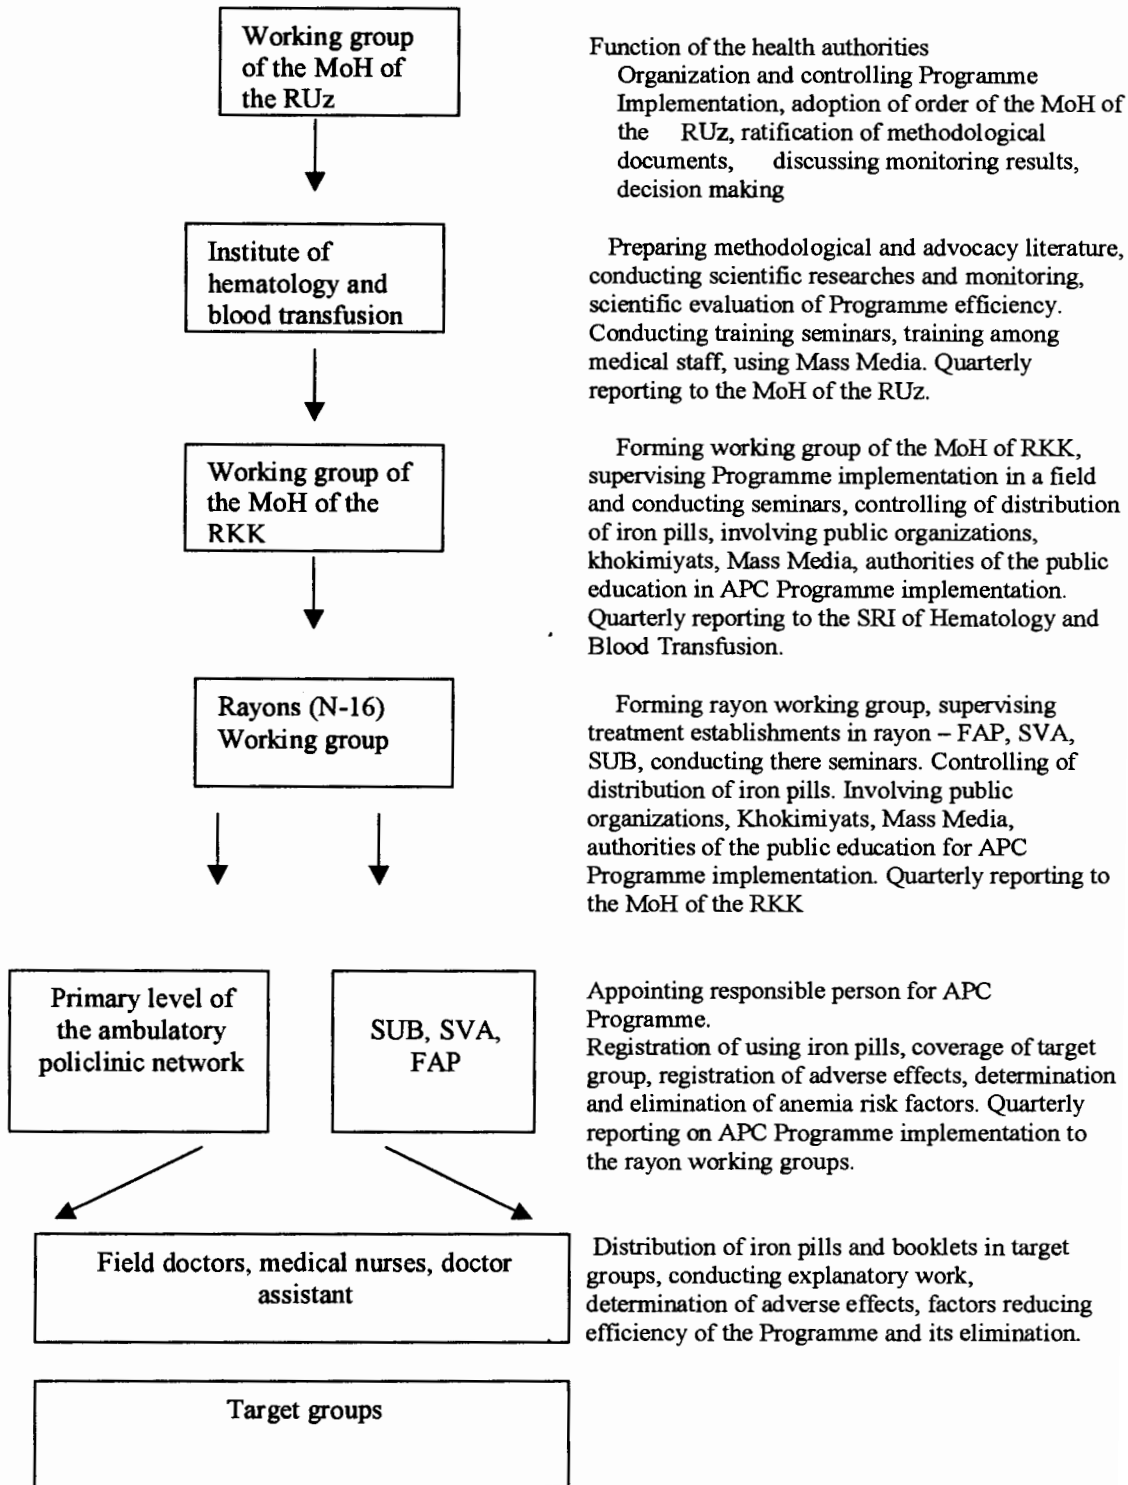 Working group
of the MoH of
the RUz
Function of the health authorities
Organization and controlling Programme
Implementation, adoption of order of the MoH of
the RUz, ratification of methodological
documents, discussing monitoring results,
decision making
Institute of
hematology and
blood transfusion
Preparing methodological and advocacy literature,
conducting scientific researches and monitoring,
scientific evaluation of Programme efficiency.
Conducting training seminars, training among
medical staff, using Mass Media. Quarterly
reporting to the MoH of the RUz.
Working group of
the MoH of the
RKK
Forming working group of the MoH of RKK,
supervising Programme implementation in a field
and conducting seminars, controlling of distribution
of iron pills, involving public organizations,
khokimiyats, Mass Media, authorities of the public
education in APC Programme implementation.
Quarterly reporting to the SRI of Hematology and
Blood Transfusion.
Rayons (N-16)
Working group
Forming rayon working group, supervising
treatment establishments in rayon – FAP, SVA,
SUB, conducting there seminars. Controlling of
distribution of iron pills. Involving public
organizations, Khokimiyats, Mass Media,
authorities of the public education for APC
Programme implementation. Quarterly reporting to
the MoH of the RKK
Primary level of
the ambulatory
policlinic network
SUB, SVA,
FAP
Appointing responsible person for APC
Programme.
Registration of using iron pills, coverage of target
group, registration of adverse effects, determination
and elimination of anemia risk factors. Quarterly
reporting on APC Programme implementation to
the rayon working groups.
Field doctors, medical nurses, doctor
assistant
Distribution of iron pills and booklets in target
groups, conducting explanatory work,
determination of adverse effects, factors reducing
efficiency of the Programme and its elimination.
Target groups